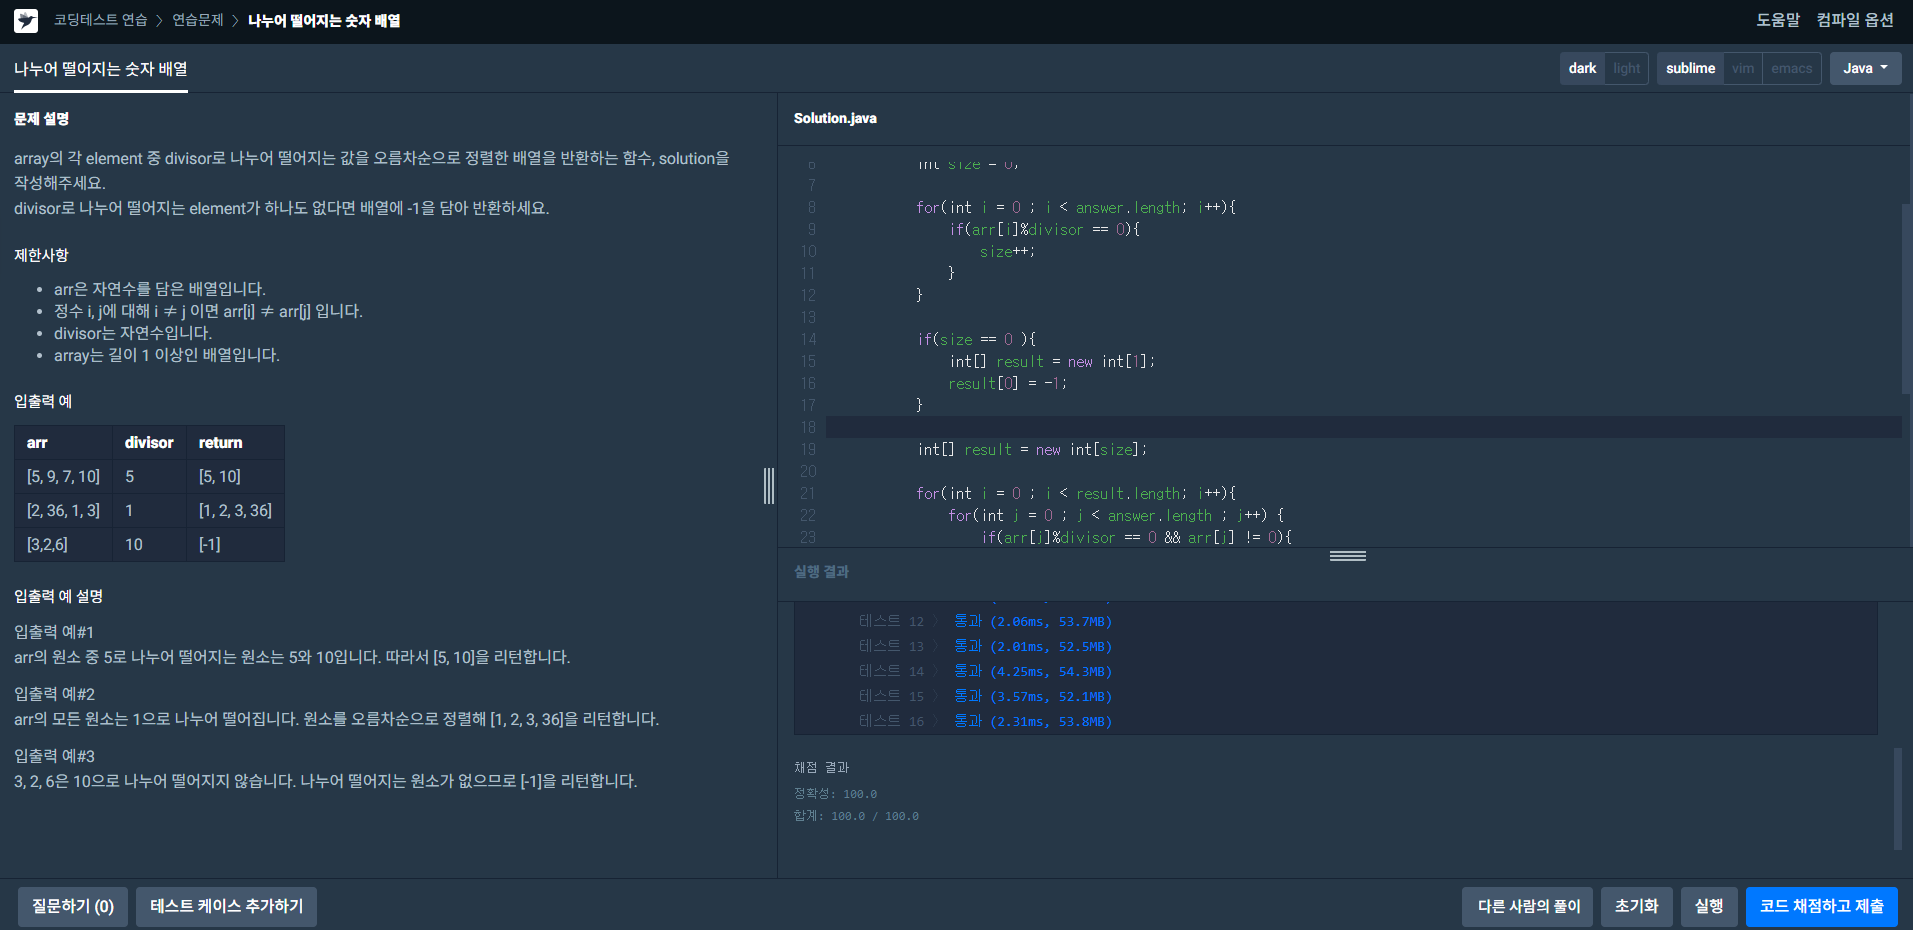 코딩테스트 연습 > 연습문제 > 나누어 떨어지는 숫자 배열
도움말 컴파일 옵션
나누어 떨어지는 숫자 배열
dark light sublime vim emacs Java
문제 설명
array의 각 element 중 divisor로 나누어 떨어지는 값을 오름차순으로 정렬한 배열을 반환하는 함수, solution을
작성해주세요.
divisor로 나누어 떨어지는 element가 하나도 없다면 배열에 -1을 담아 반환하세요.
제한사항
• arr은 자연수를 담은 배열입니다.
• 정수 i, j에 대해 i ≠ j 이면 arr[i] ≠ arr[j] 입니다.
• divisor는 자연수입니다.
• array는 길이 1 이상인 배열입니다.
입출력 예
arr divisor return
[5, 9, 7, 10] 5 [5, 10]
[2, 36, 1, 3] 1 [1, 2, 3, 36]
[3,2,6] 10 [-1]
입출력 예 설명
입출력 예#1
arr의 원소 중 5로 나누어 떨어지는 원소는 5와 10입니다. 따라서 [5, 10]을 리턴합니다.
입출력 예#2
arr의 모든 원소는 1으로 나누어 떨어집니다. 원소를 오름차순으로 정렬해 [1, 2, 3, 36]을 리턴합니다.
입출력 예#3
3, 2, 6은 10으로 나누어 떨어지지 않습니다. 나누어 떨어지는 원소가 없으므로 [-1]을 리턴합니다.
Solution.java
6 int size = 0;
7
8 for(int i = 0 ; i < answer.length; i++){
9 if(arr[i]%divisor == 0){
10 size++;
11 }
12 }
13
14 if(size == 0 ){
15 int[] result = new int[1];
16 result[0] = -1;
17 }
18
19 int[] result = new int[size];
20
21 for(int i = 0 ; i < result.length; i++){
22 for(int j = 0 ; j < answer.length ; j++) {
23 if(arr[j]%divisor == 0 && arr[j] != 0){
실행 결과
테스트 12 > 통과 (2.06ms, 53.7MB)
테스트 13 > 통과 (2.01ms, 52.5MB)
테스트 14 > 통과 (4.25ms, 54.3MB)
테스트 15 > 통과 (3.57ms, 52.1MB)
테스트 16 > 통과 (2.31ms, 53.8MB)
채점 결과
정확성: 100.0
합계: 100.0 / 100.0
질문하기 (0) 테스트 케이스 추가하기 다른 사람의 풀이 초기화 실행 코드 채점하고 제출